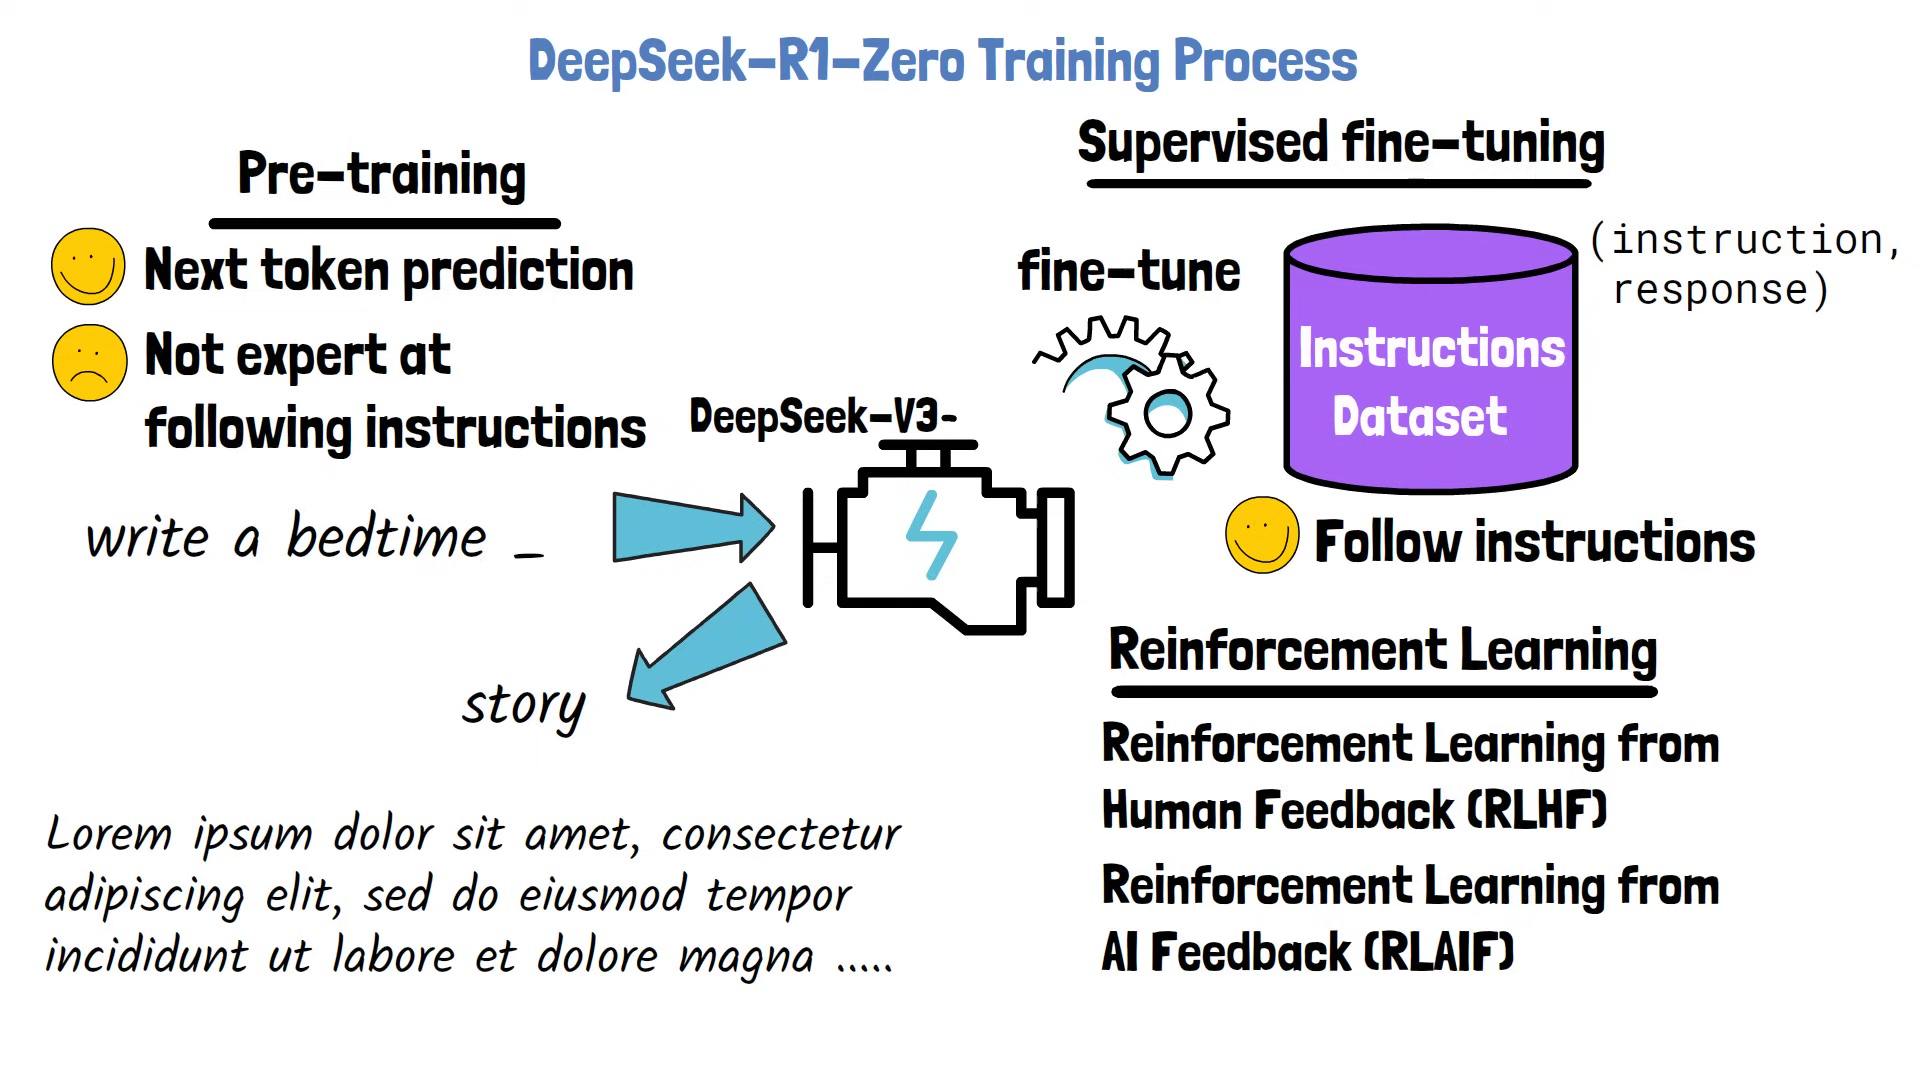 DeepSeek-R1-Zero Training Process
Pre-training
Next token prediction
Not expert at
following instructions
write a bedtime _
story
Lorem ipsum dolor sit amet, consectetur
adipiscing elit, sed do eiusmod tempor
incididunt ut labore et dolore magna .....
DeepSeek-V3-
Supervised fine-tuning
fine-tune
Instructions
Dataset
(instruction,
response)
Follow instructions
Reinforcement Learning
Reinforcement Learning from
Human Feedback (RLHF)
Reinforcement Learning from
AI Feedback (RLAIF)